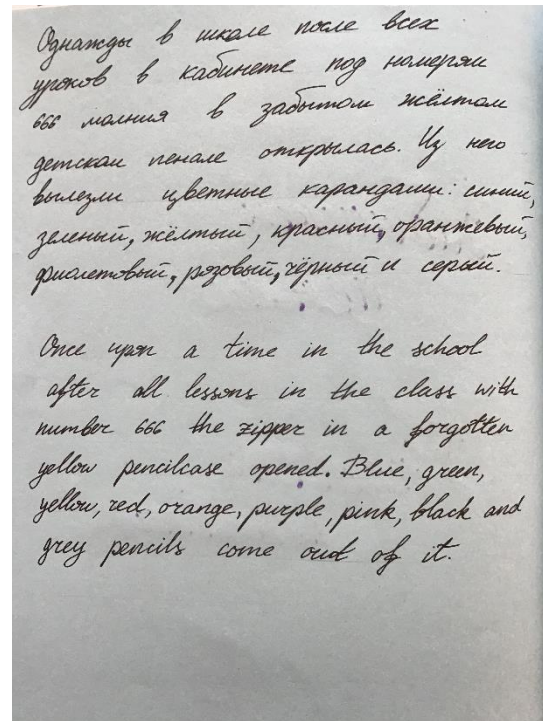 Однажды в школе после всех
уроков в кабинете под номером
666 молния в забытом жёлтом
детском пенале открылась. Из него
вылезли цветные карандаши: синий,
зеленый, жёлтый, красный, оранжевый,
фиолетовый, розовый, чёрный и серый.
Once upon a time in the school
after all lessons in the class with
number 666 the zipper in a forgotten
yellow pencilcase opened. Blue, green,
yellow, red, orange, purple, pink, black and
grey pencils come out of it.